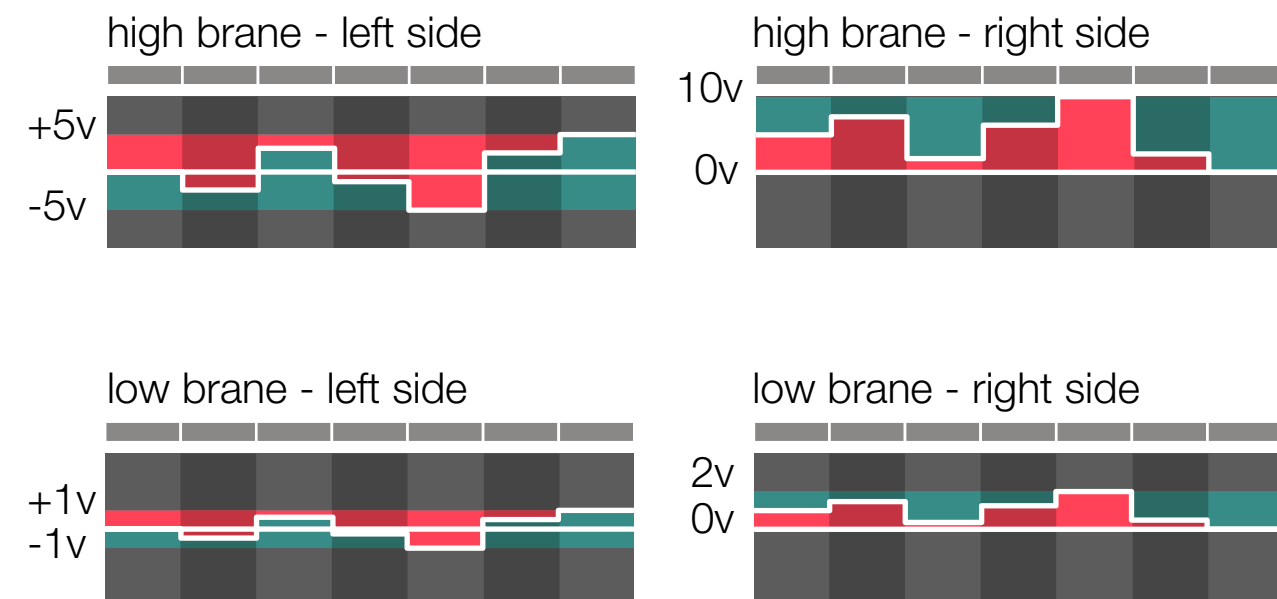 high brane - left side
+5v
-5v
high brane - right side
10v
0v
low brane - left side
+1v
-1v
low brane - right side
2v
0v